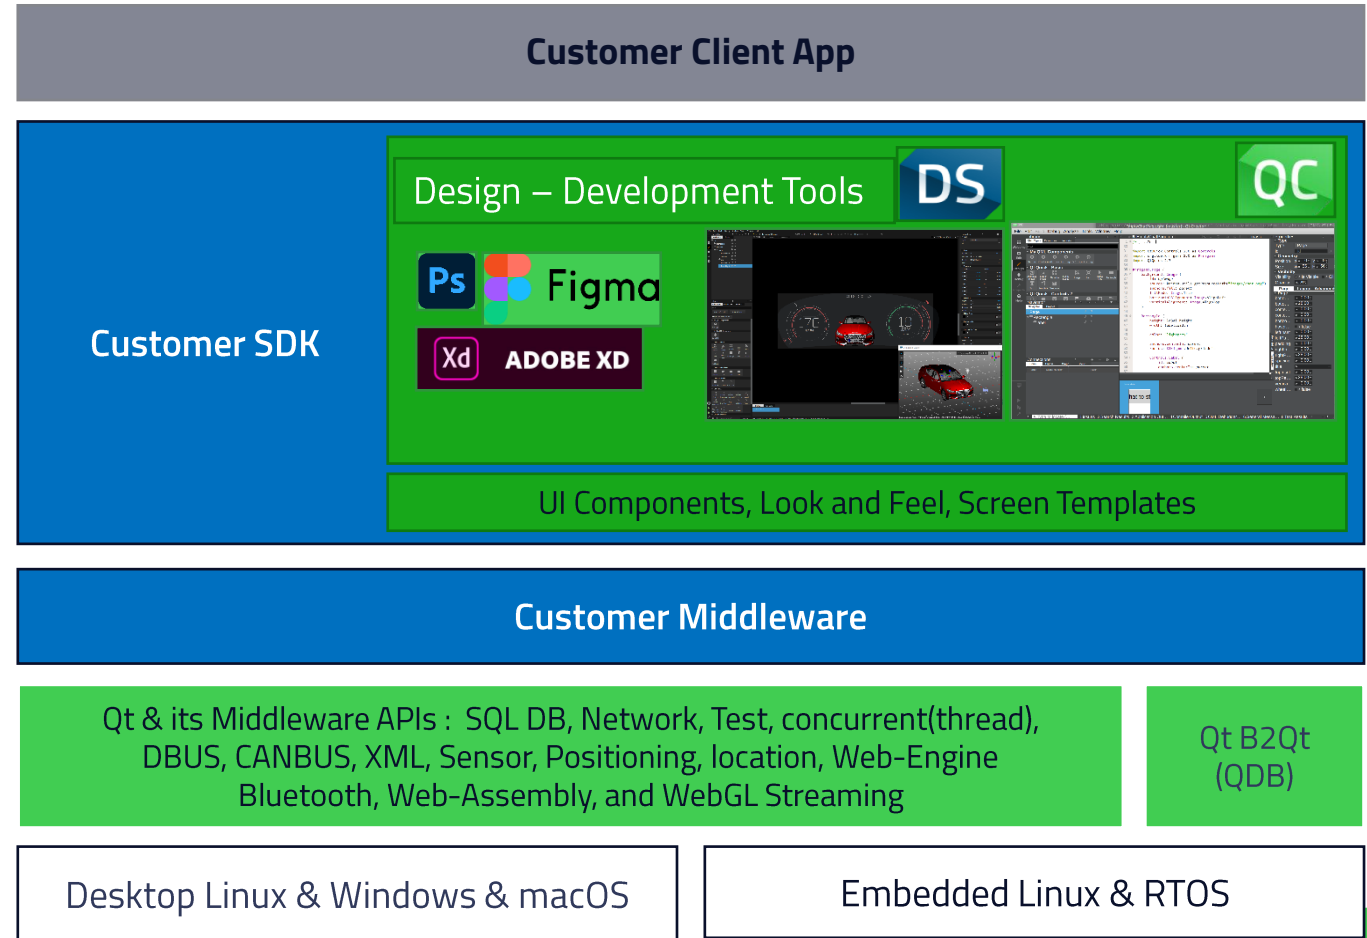 Customer Client App
Design – Development Tools
DS
QC
Ps
Figma
Xd
ADOBE XD
Customer SDK
UI Components, Look and Feel, Screen Templates
Customer Middleware
Qt & its Middleware APIs :  SQL DB, Network, Test, concurrent(thread),
DBUS, CANBUS, XML, Sensor, Positioning, location, Web-Engine
Bluetooth, Web-Assembly, and WebGL Streaming
Qt B2Qt
(QDB)
Desktop Linux & Windows & macOS
Embedded Linux & RTOS